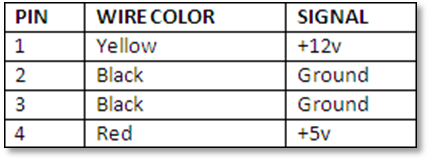 PIN WIRE COLOR SIGNAL
1 Yellow +12v
2 Black Ground
3 Black Ground
4 Red +5v